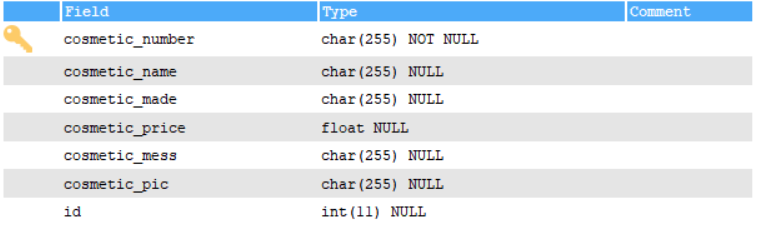 Field Type Comment
cosmetic_number char(255) NOT NULL
cosmetic_name char(255) NULL
cosmetic_made char(255) NULL
cosmetic_price float NULL
cosmetic_mess char(255) NULL
cosmetic_pic char(255) NULL
id int(11) NULL